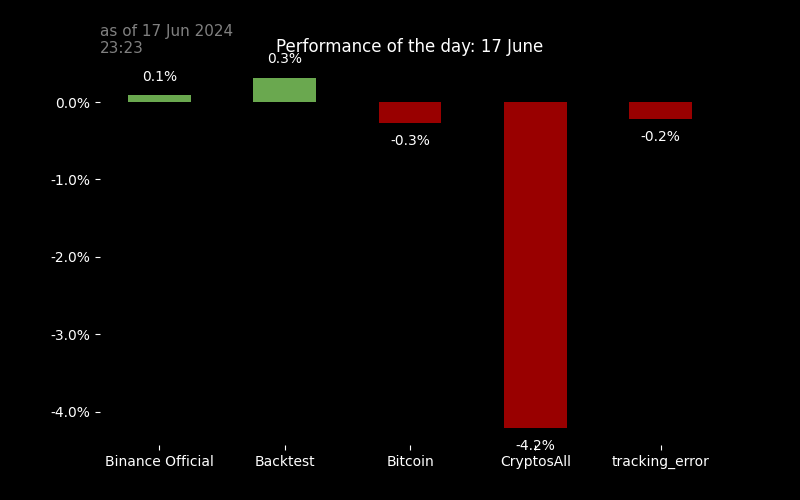 as of 17 Jun 2024
23:23
Performance of the day: 17 June
0.1%
0.3%
-0.3%
-4.2%
-0.2%
0.0%
-1.0%
-2.0%
-3.0%
-4.0%
Binance Official
Backtest
Bitcoin
CryptosAll
tracking_error